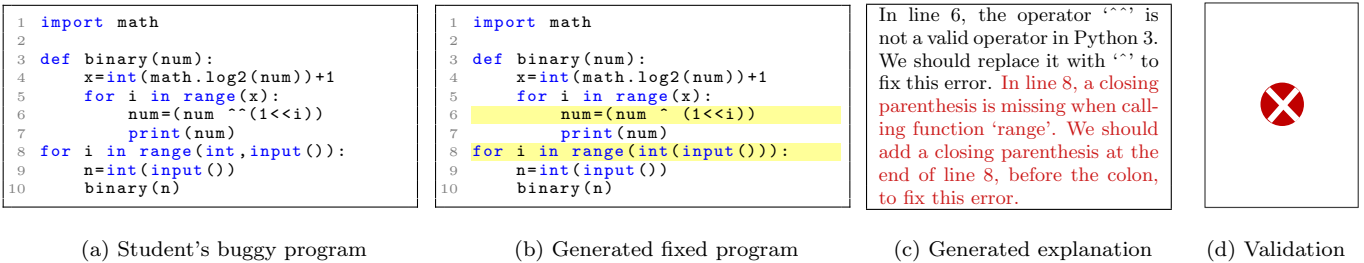 1 import math
2
3 def binary(num):
4     x=int(math.log2(num))+1
5     for i in range(x):
6         num=(num ^^(1<<i))
7         print(num)
8 for i in range(int,input()):
9     n=int(input())
10     binary(n)
(a) Student's buggy program
1 import math
2
3 def binary(num):
4     x=int(math.log2(num))+1
5     for i in range(x):
6         num=(num ^ (1<<i))
7         print(num)
8 for i in range(int(input())):
9     n=int(input())
10     binary(n)
(b) Generated fixed program
In line 6, the operator ‘^^’ is
not a valid operator in Python 3.
We should replace it with ‘^’ to
fix this error. In line 8, a closing
parenthesis is missing when call-
ing function ‘range’. We should
add a closing parenthesis at the
end of line 8, before the colon,
to fix this error.
(c) Generated explanation
(d) Validation